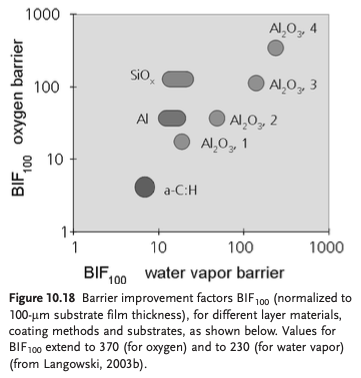 1000
Al₂O₃, 4
SiOₓ
Al₂O₃, 3
100
BIF₁₀₀ oxygen barrier
Al
Al₂O₃, 2
Al₂O₃, 1
10
a-C:H
1
1 10 100 1000
BIF₁₀₀ water vapor barrier
Figure 10.18 Barrier improvement factors BIF₁₀₀ (normalized to
100-μm substrate film thickness), for different layer materials,
coating methods and substrates, as shown below. Values for
BIF₁₀₀ extend to 370 (for oxygen) and to 230 (for water vapor)
(from Langowski, 2003b).